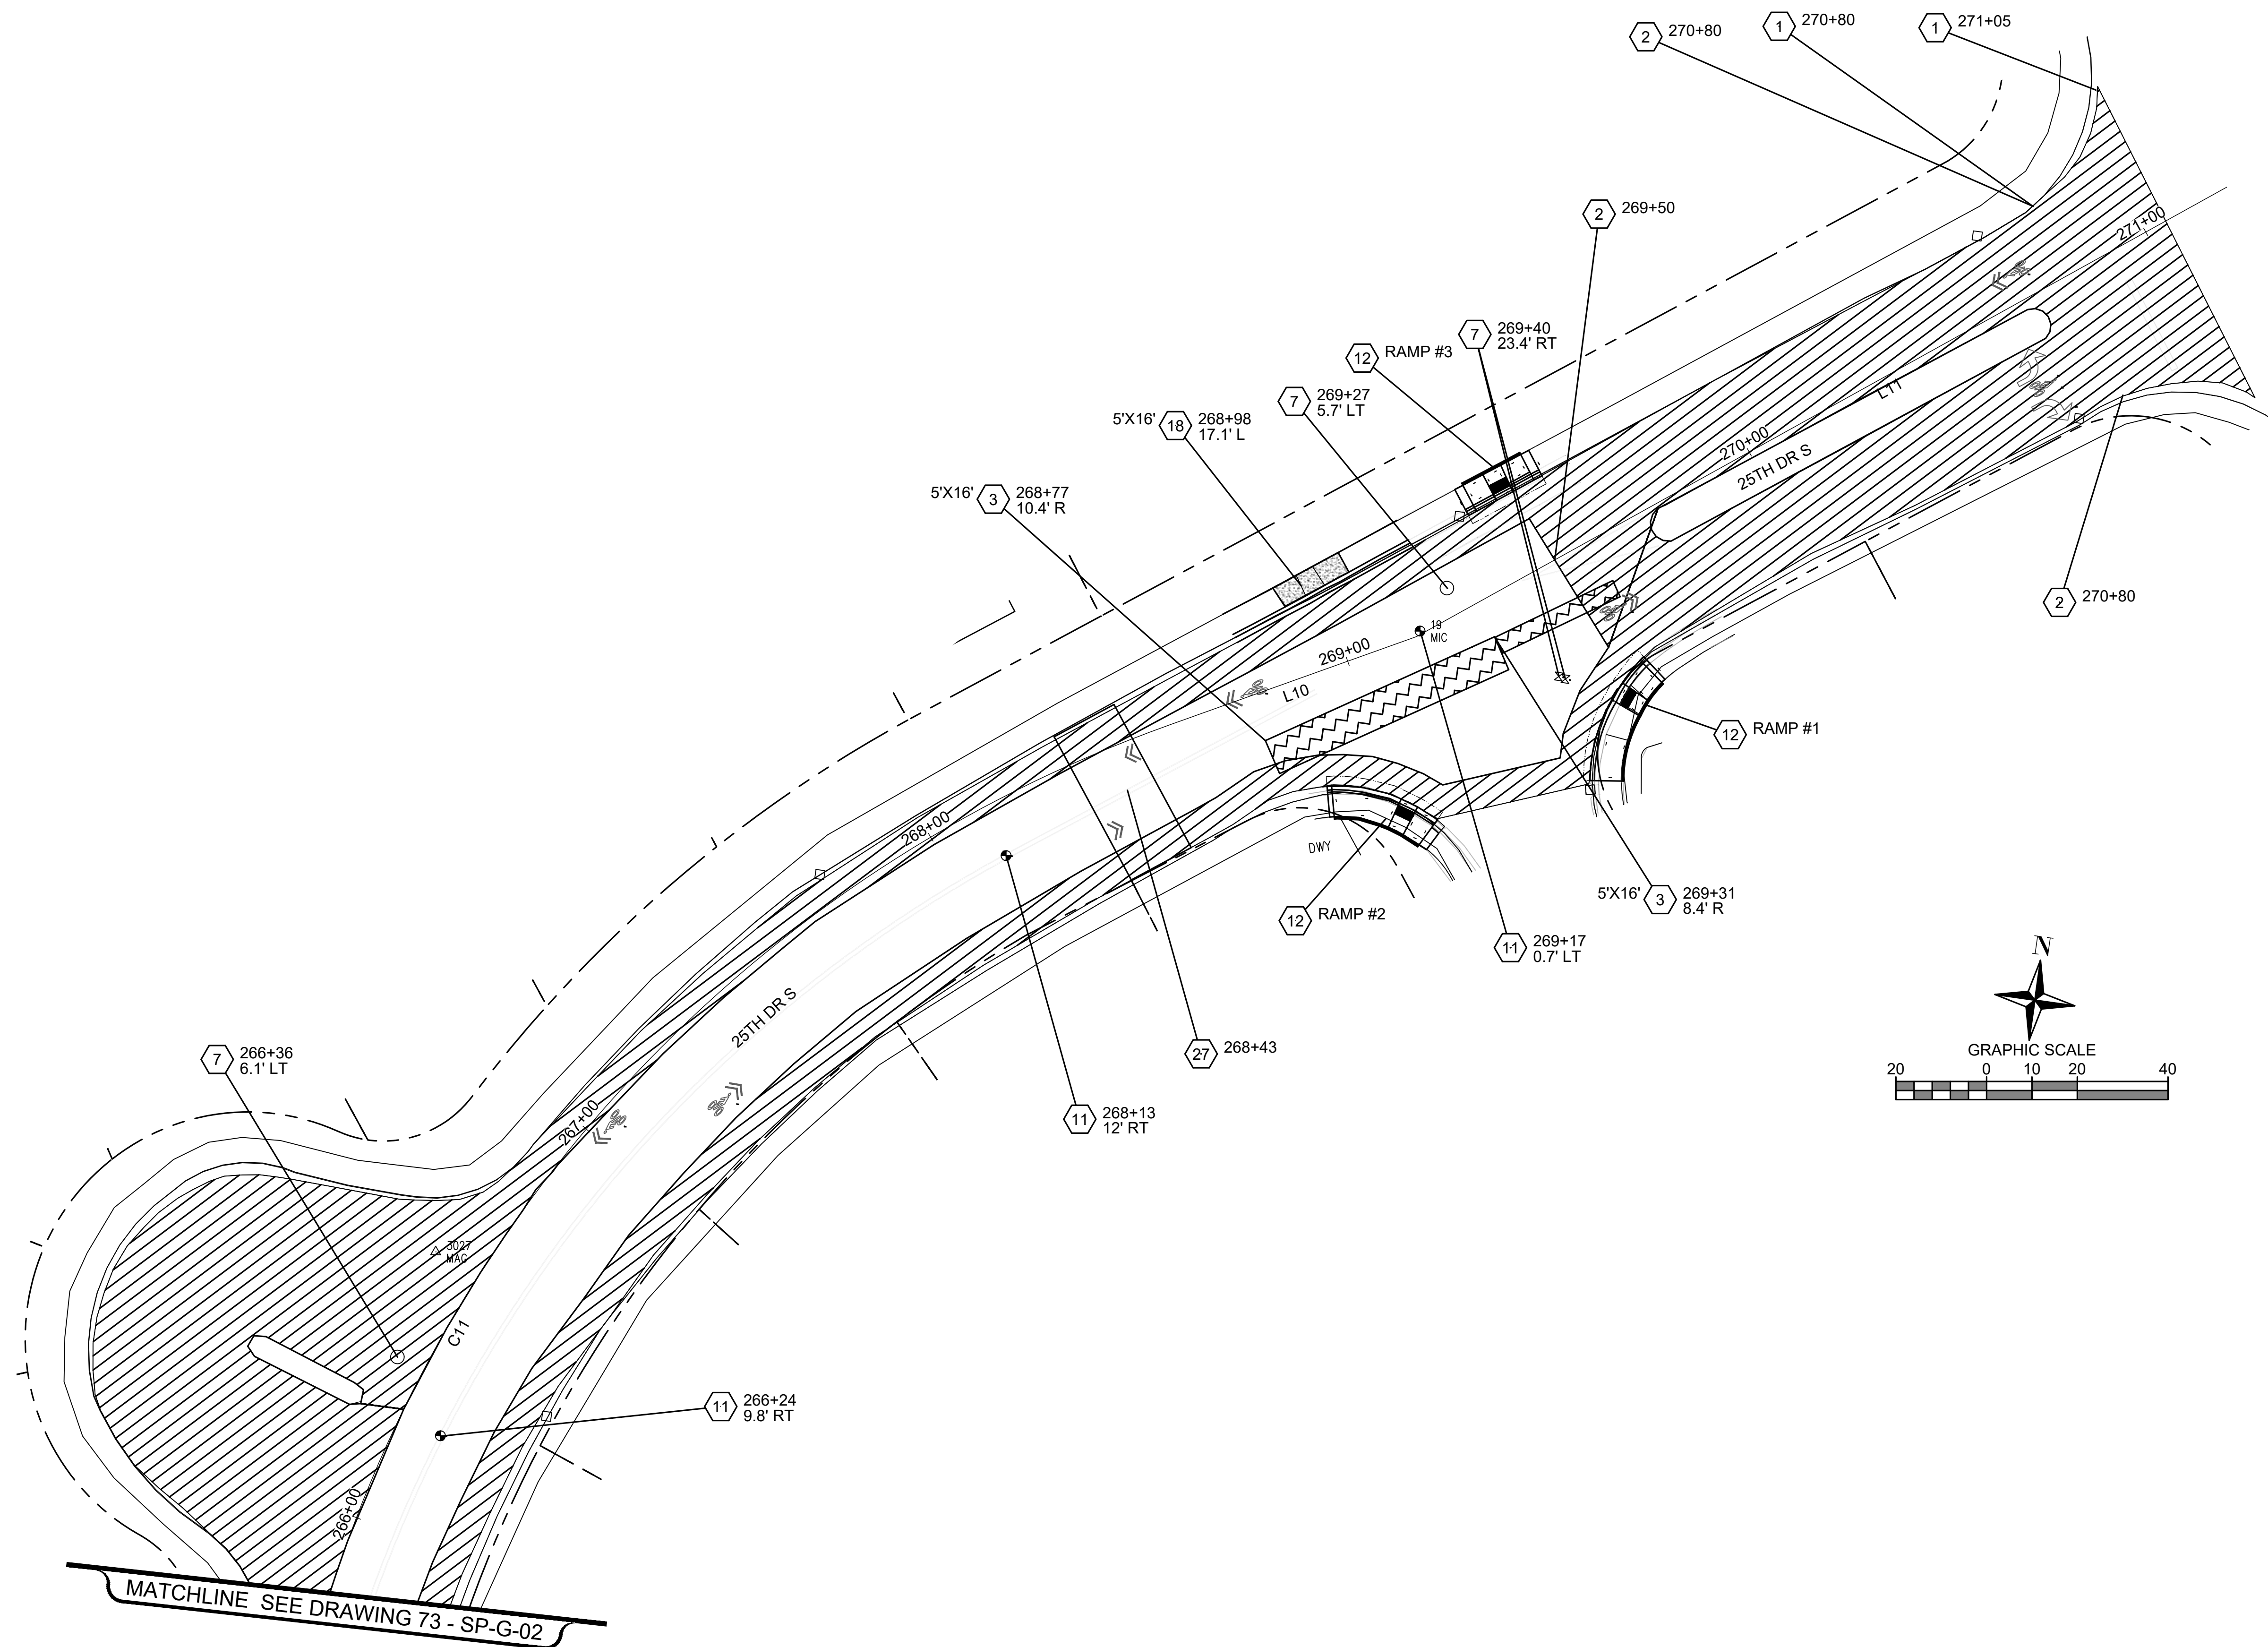 2 270+80
1 270+80
1 271+05
2 269+50
271+00
7 269+40
23.4' RT
12 RAMP #3
7 269+27
5.7' LT
5'X16' 18 268+98
17.1' L
5'X16' 3 268+77
10.4' R
L11
270+00
25TH DR S
2 270+80
19
MIC
269+00
L10
12 RAMP #1
268+00
DWY
12 RAMP #2
5'X16' 3 269+31
8.4' R
11 269+17
0.7' LT
N
GRAPHIC SCALE
20 0 10 20 40
25TH DR S
27 268+43
7 266+36
6.1' LT
11 268+13
12' RT
267+00
3027
MAG
C11
11 266+24
9.8' RT
266+00
MATCHLINE SEE DRAWING 73 - SP-G-02